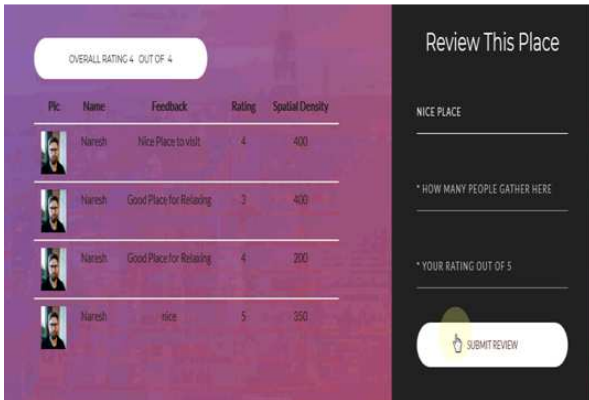 OVERALL RATING 4 OUT OF 4
Pic Name Feedback Rating Spatial Density
Naresh Nice Place to visit 4 400
Naresh Good Place for Relaxing 3 400
Naresh Good Place for Relaxing 4 200
Naresh nice 5 350
Review This Place
NICE PLACE
* HOW MANY PEOPLE GATHER HERE
* YOUR RATING OUT OF 5
SUBMIT REVIEW